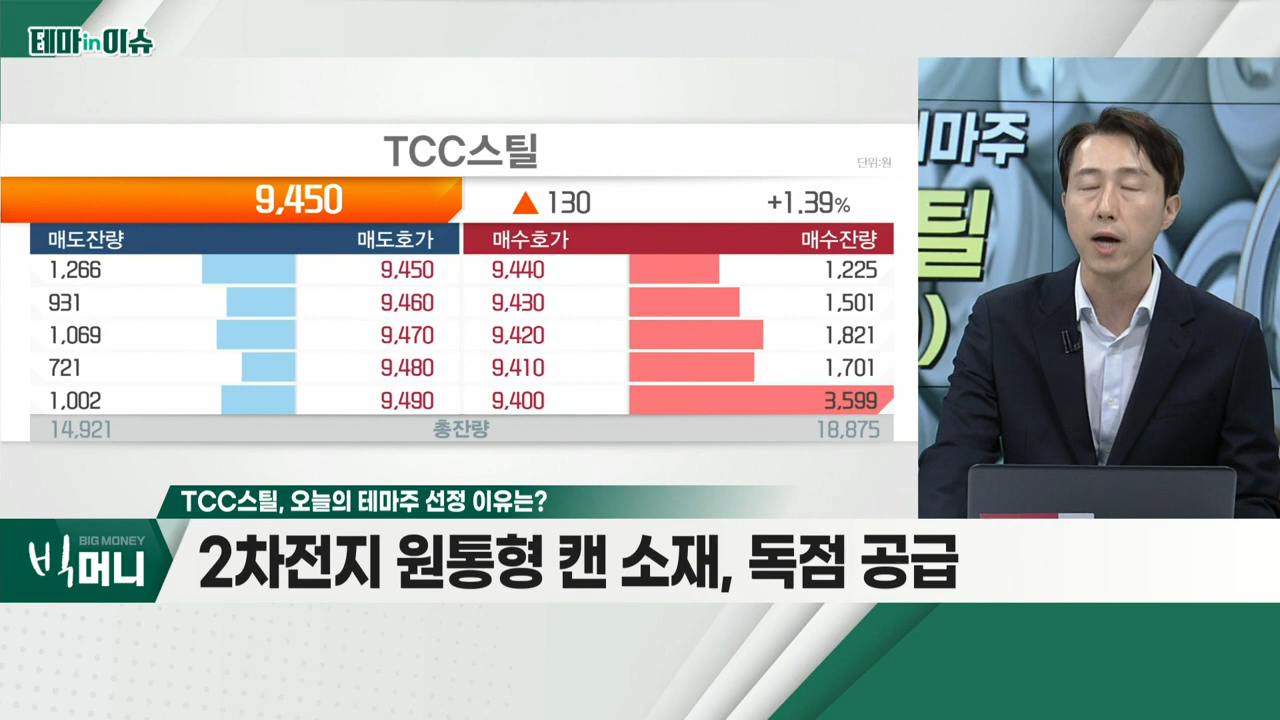 테마in이슈
TCC스틸
단위:원
9,450 ▲ 130 +1.39%
매도잔량 매도호가 매수호가 매수잔량
1,266 9,450 9,440 1,225
931 9,460 9,430 1,501
1,069 9,470 9,420 1,821
721 9,480 9,410 1,701
1,002 9,490 9,400 3,599
14,921 총잔량 18,875
마주
틸
)
TCC스틸, 오늘의 테마주 선정 이유는?
BIG MONEY
빅머니
2차전지 원통형 캔 소재, 독점 공급